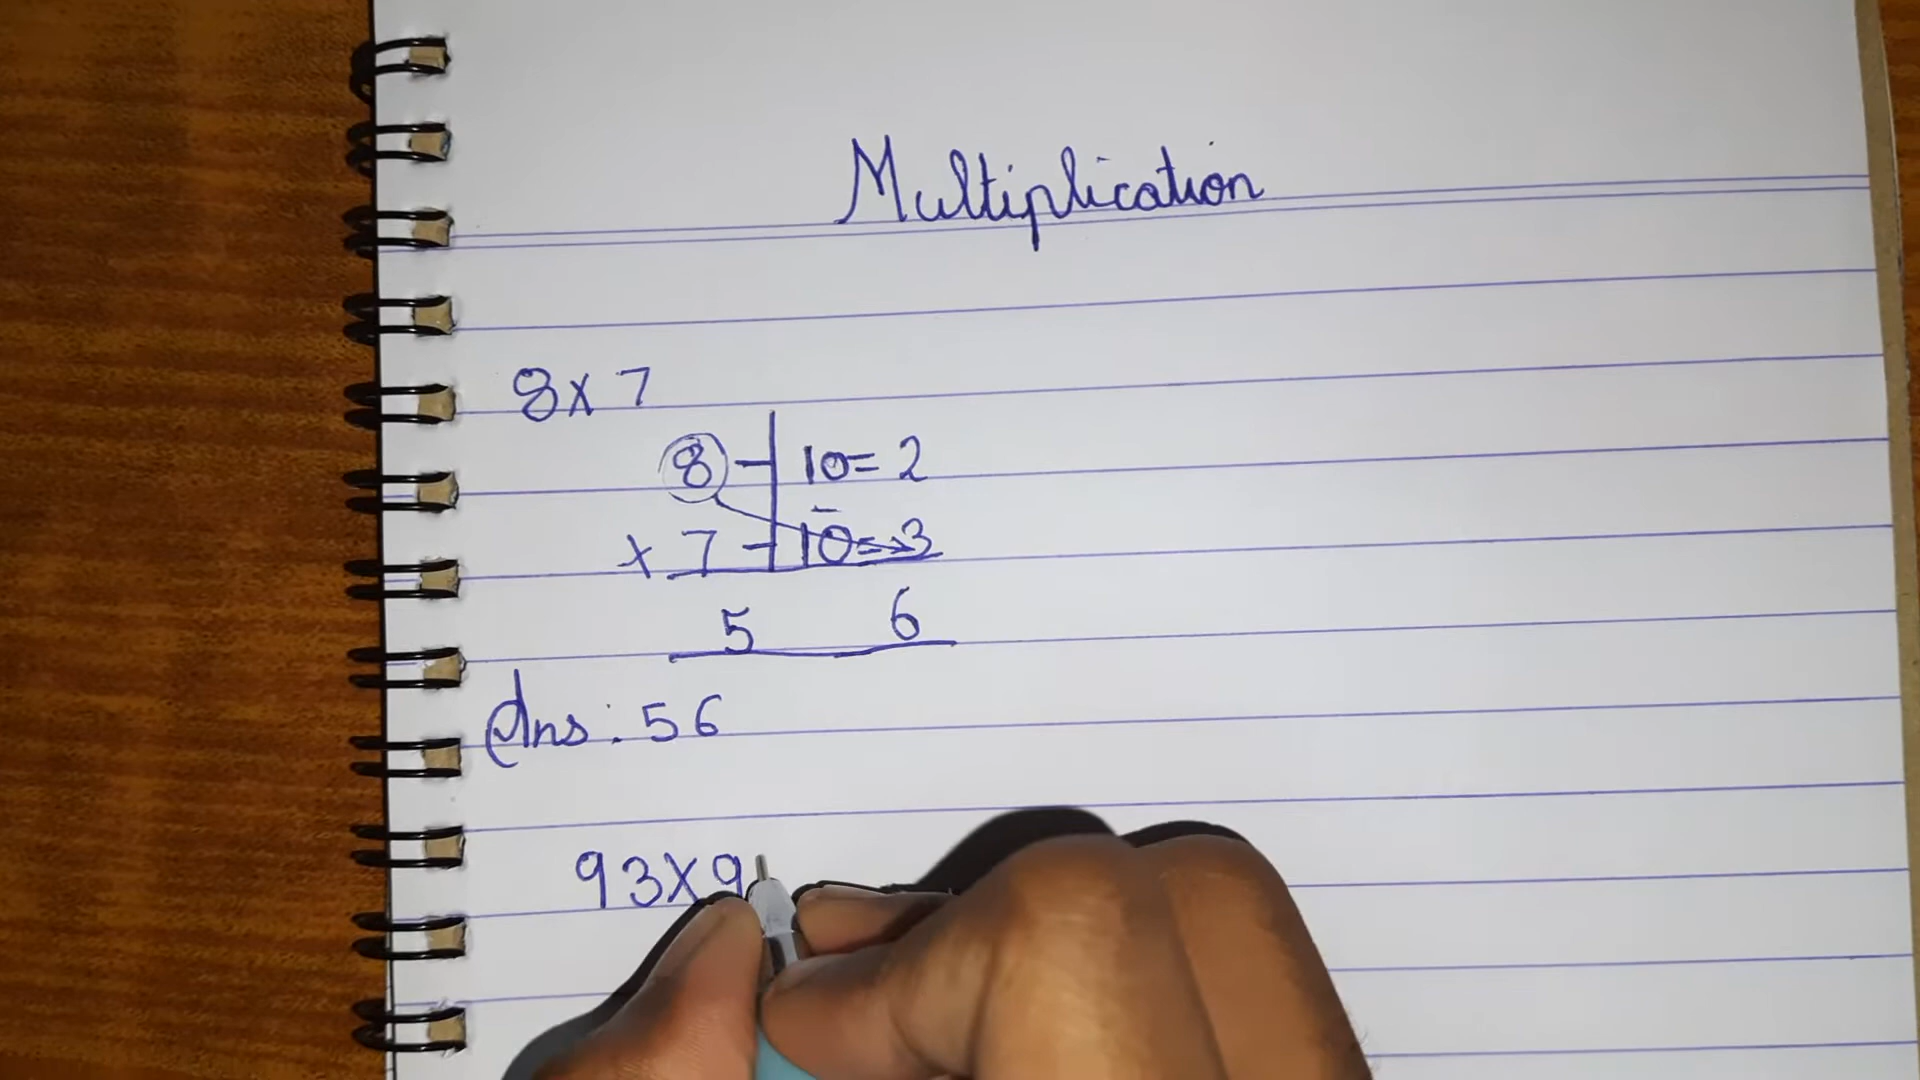 Multiplication
8x7
8 - 10 = 2
x 7 - 10 = 3
5 6
Ans : 56
93x9